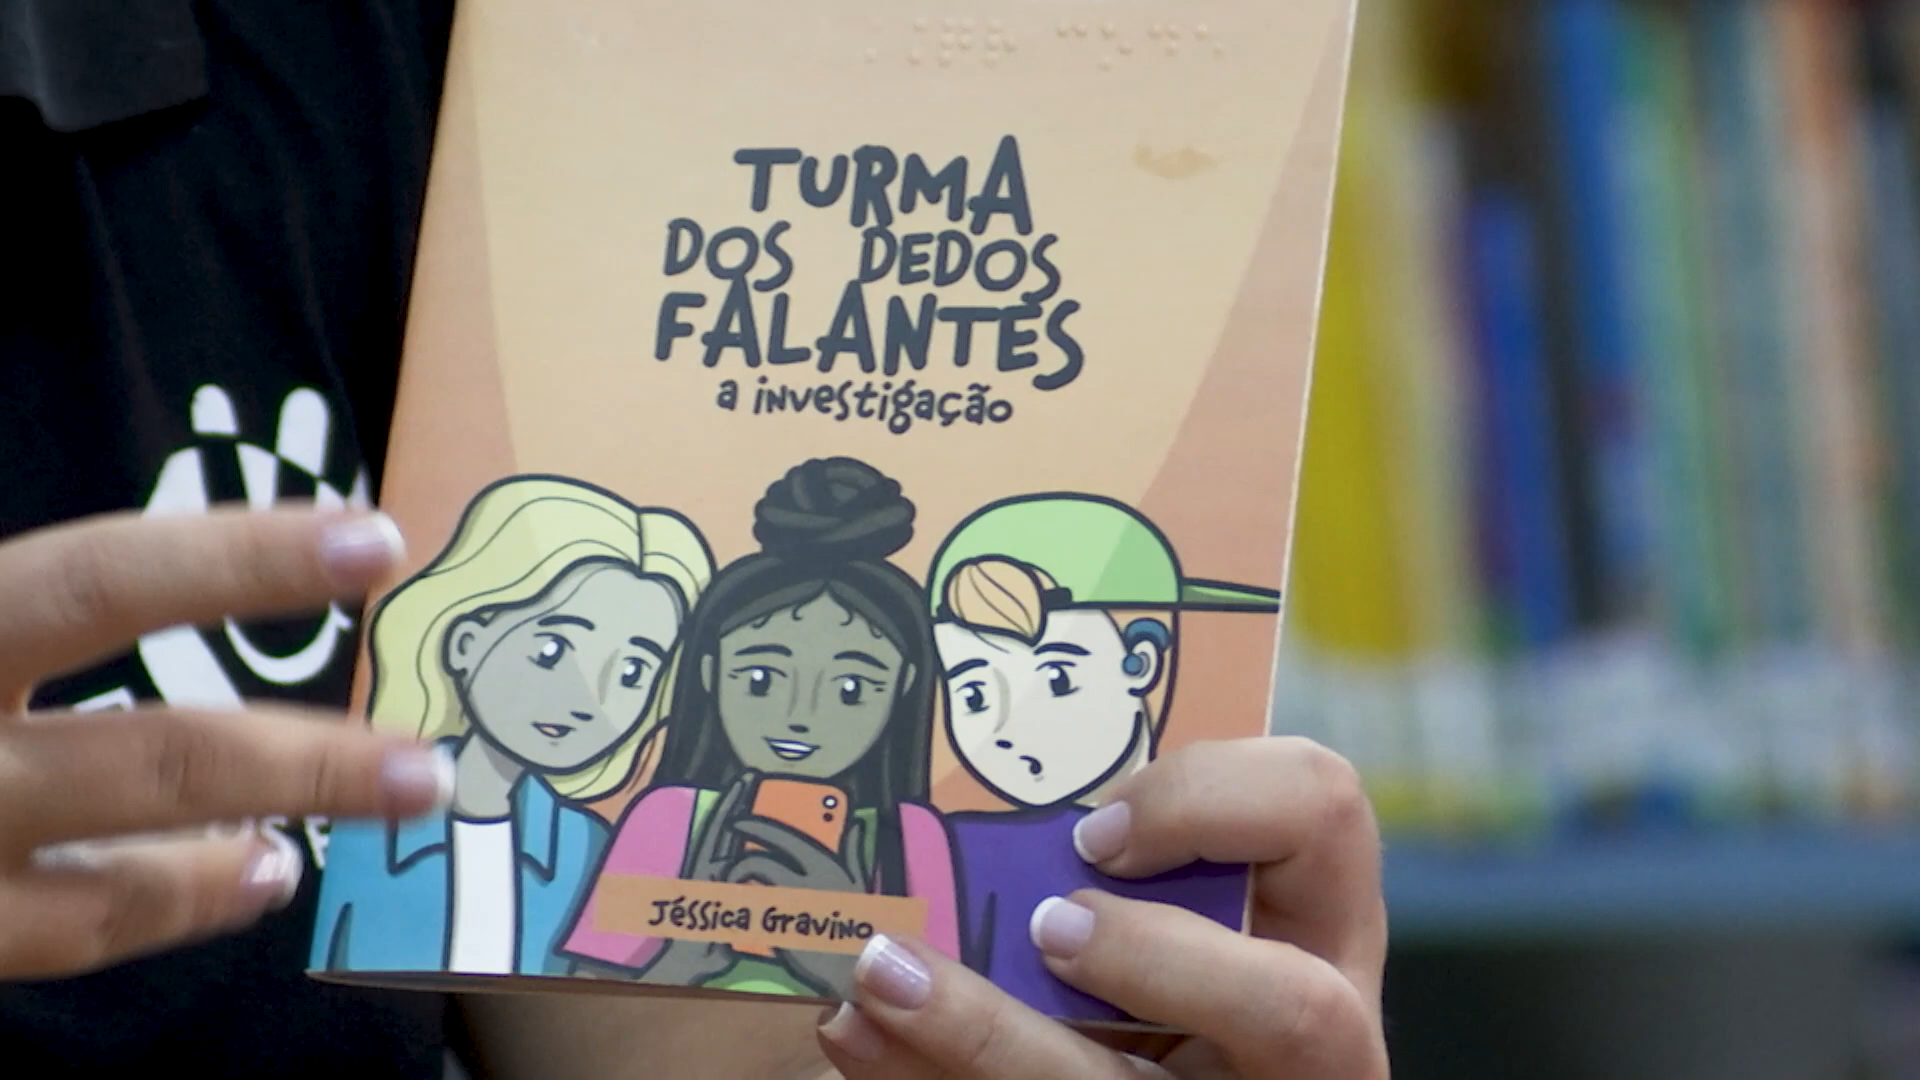 TURMA
DOS DEDOS
FALANTES
a investigação
Jéssica Gravino